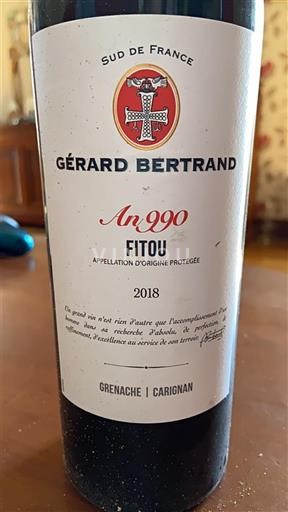 SUD DE FRANCE
GÉRARD BERTRAND
An 990
FITOU
APPELLATION D'ORIGINE PROTÉGÉE
2018
Un grand vin n'est rien d'autre que l'accomplissement d'un
homme dans sa recherche d'absolu, de perfection, de
raffinement, d'excellence au service de son terroir.
GRENACHE | CARIGNAN